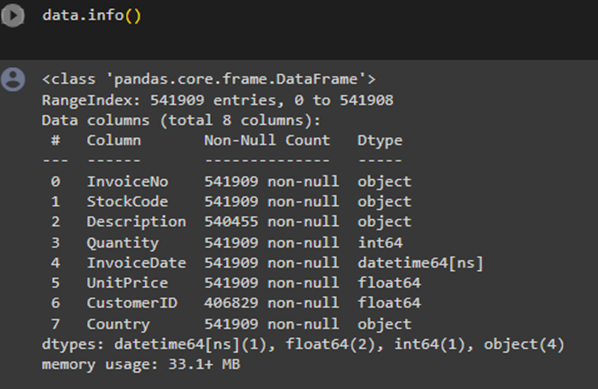 data.info()
<class 'pandas.core.frame.DataFrame'>
RangeIndex: 541909 entries, 0 to 541908
Data columns (total 8 columns):
 #   Column       Non-Null Count   Dtype
---  ------       --------------   -----
 0   InvoiceNo    541909 non-null  object
 1   StockCode    541909 non-null  object
 2   Description  540455 non-null  object
 3   Quantity     541909 non-null  int64
 4   InvoiceDate  541909 non-null  datetime64[ns]
 5   UnitPrice    541909 non-null  float64
 6   CustomerID   406829 non-null  float64
 7   Country      541909 non-null  object
dtypes: datetime64[ns](1), float64(2), int64(1), object(4)
memory usage: 33.1+ MB